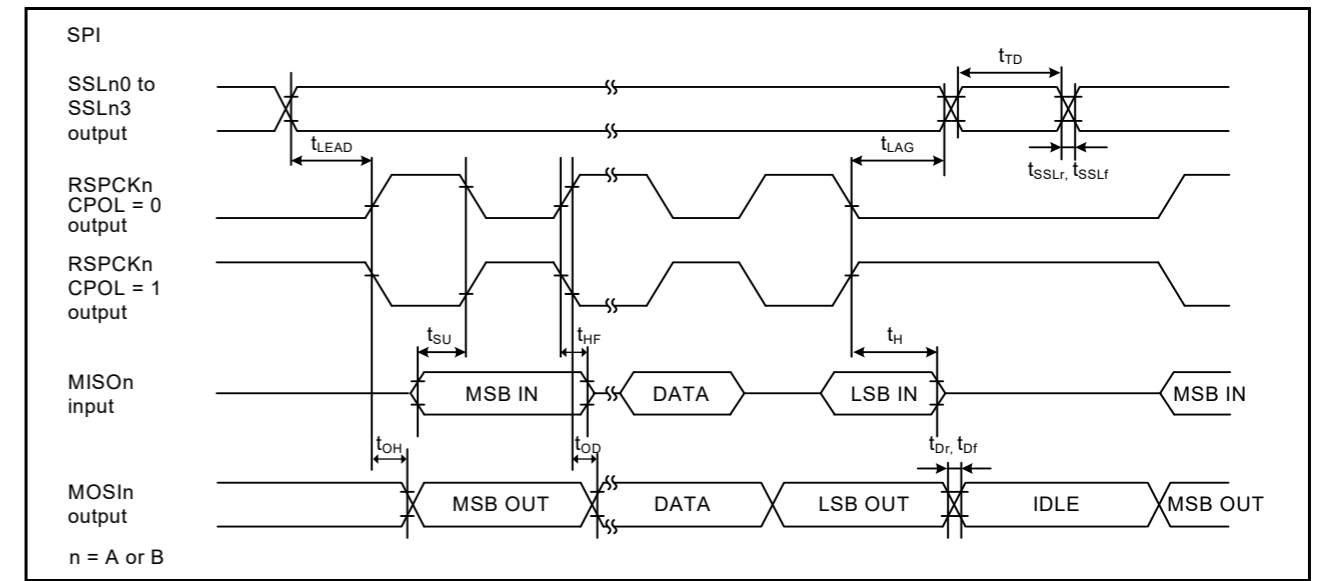 SPI
tTD
SSLn0 to
SSLn3
output
tLEAD
tLAG
tSSLr, tSSLf
RSPCKn
CPOL = 0
output
RSPCKn
CPOL = 1
output
tSU
tHF
tH
MISOn
input
MSB IN
DATA
LSB IN
MSB IN
tOH
tOD
tDr, tDf
MOSIn
output
MSB OUT
DATA
LSB OUT
IDLE
MSB OUT
n = A or B